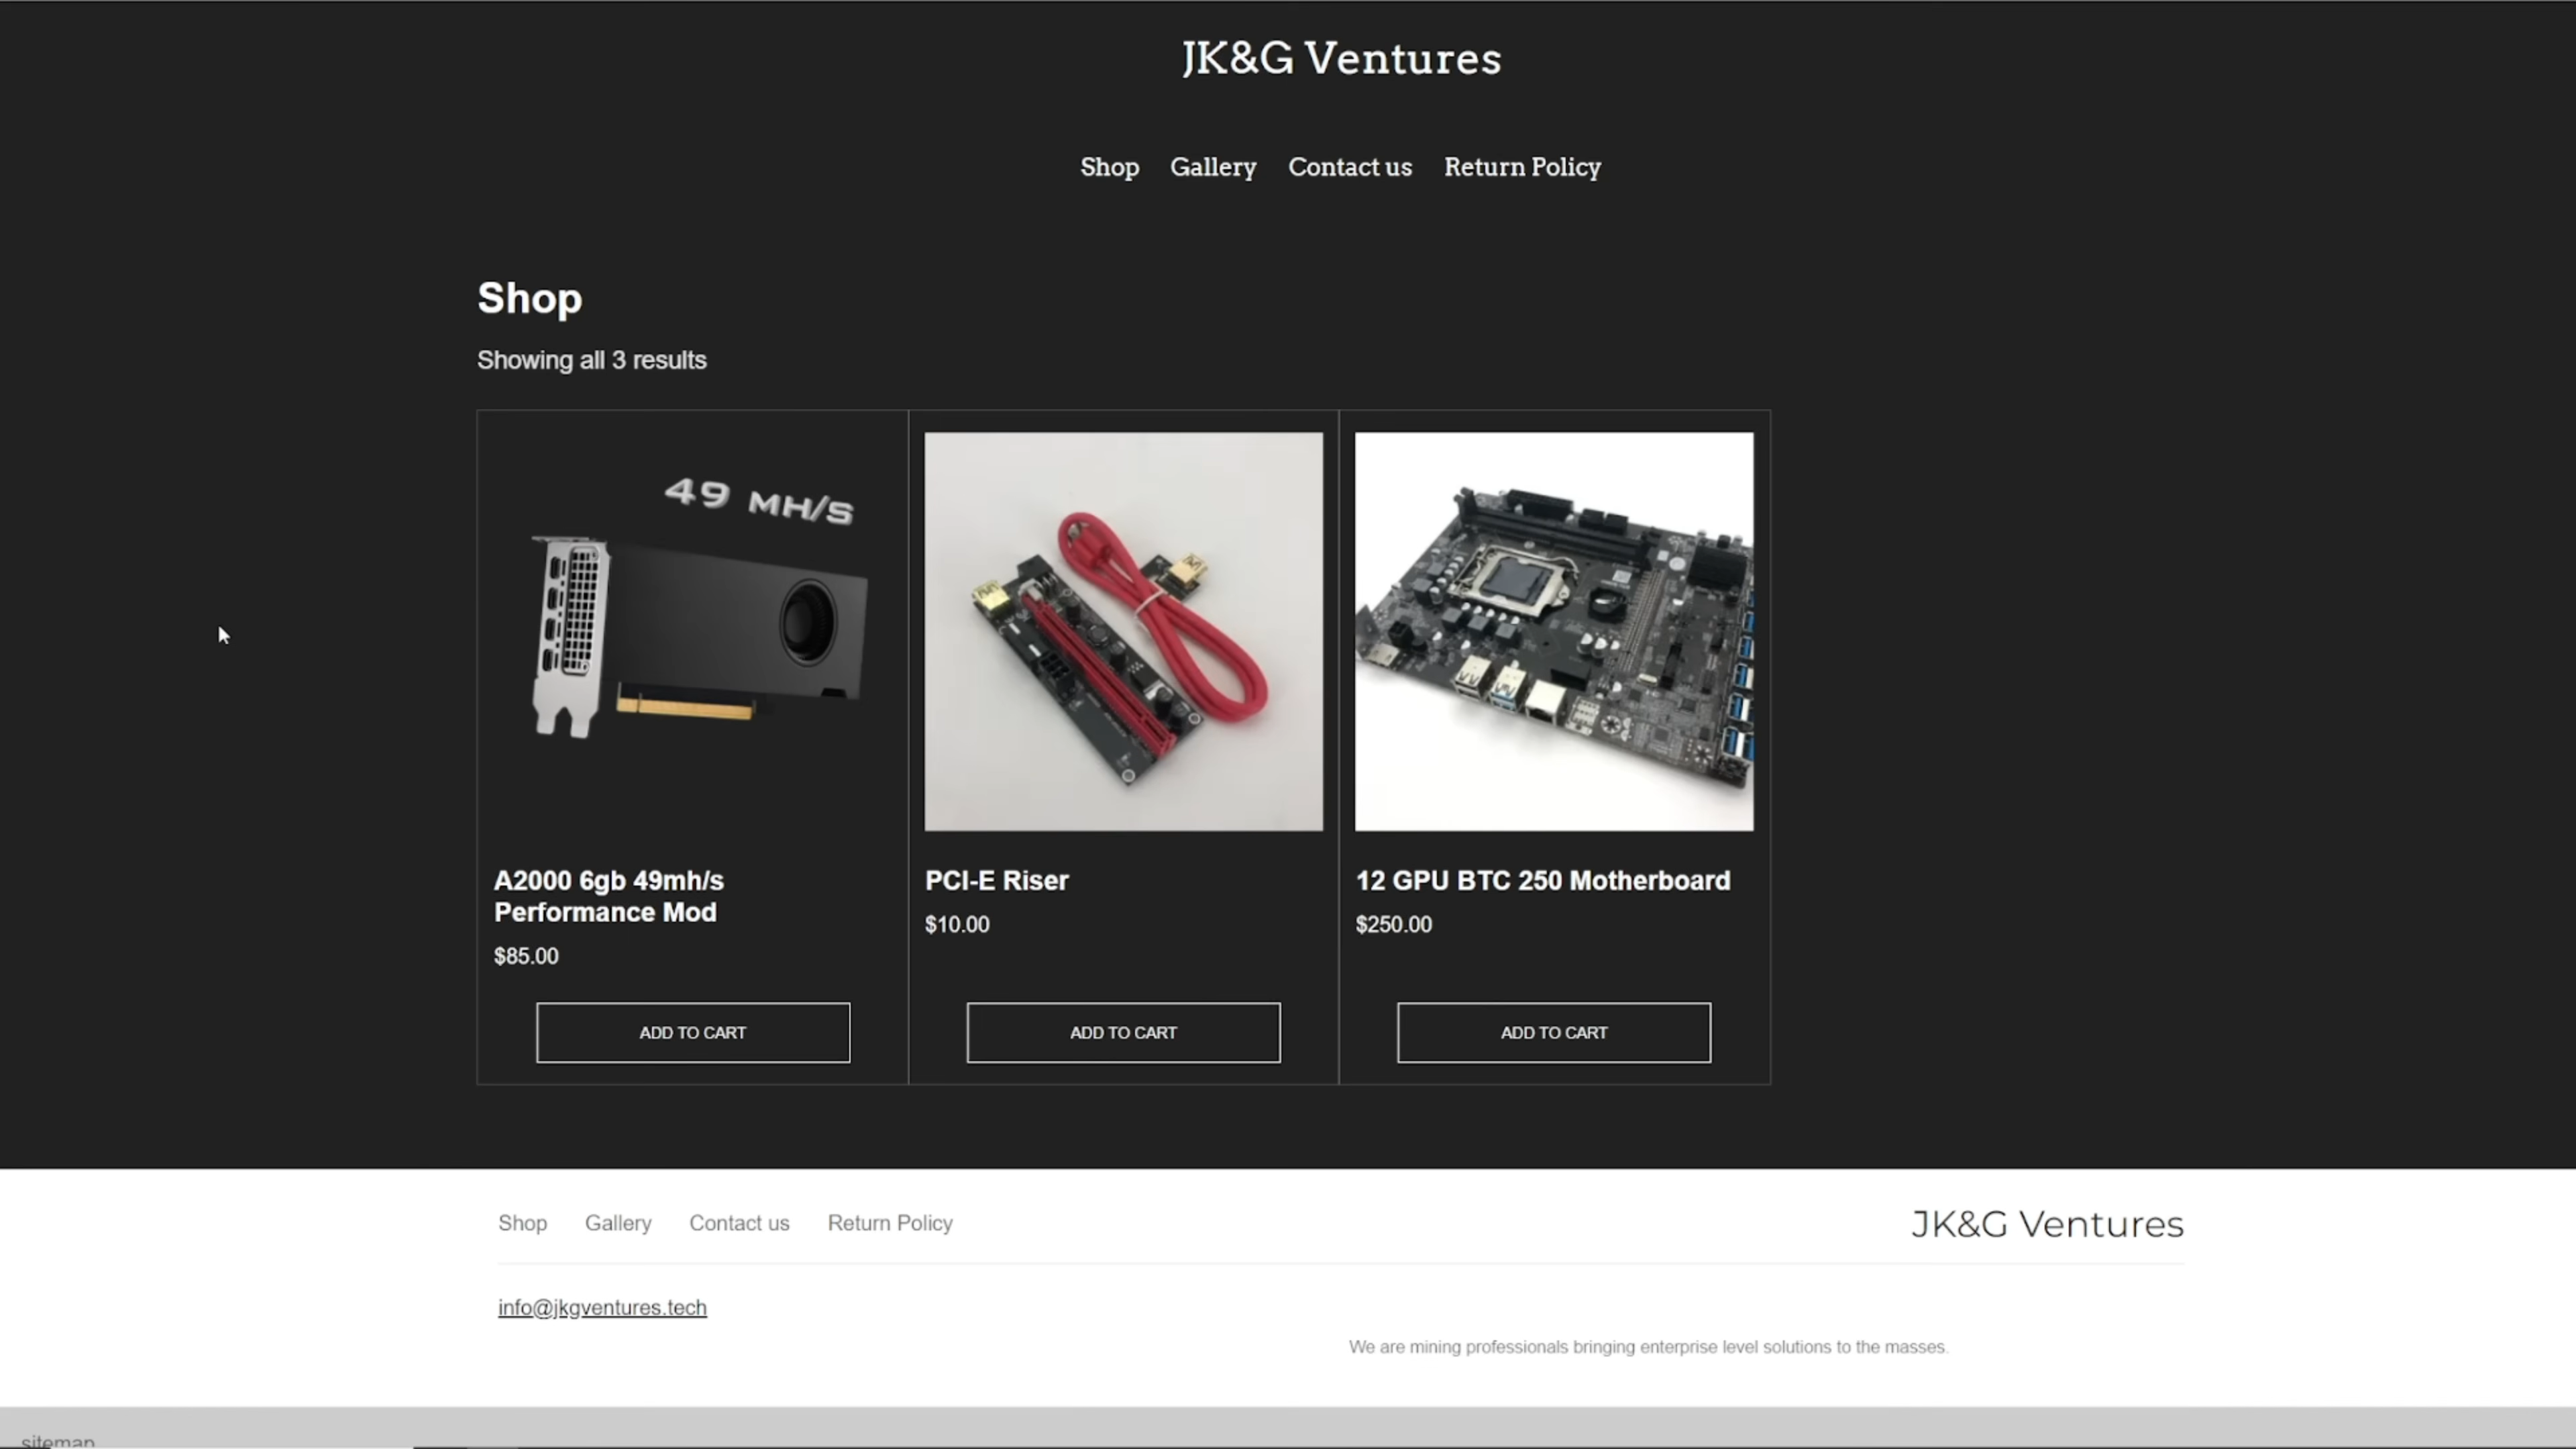 JK&G Ventures
Shop Gallery Contact us Return Policy
Shop
Showing all 3 results
49 MH/S
A2000 6gb 49mh/s
Performance Mod
$85.00
ADD TO CART
PCI-E Riser
$10.00
ADD TO CART
12 GPU BTC 250 Motherboard
$250.00
ADD TO CART
Shop Gallery Contact us Return Policy
JK&G Ventures
info@jkgventures.tech
We are mining professionals bringing enterprise level solutions to the masses.
sitemap